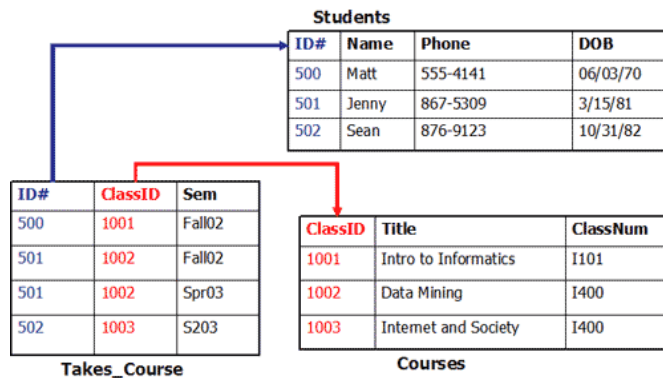 Students
ID# Name Phone DOB
500 Matt 555-4141 06/03/70
501 Jenny 867-5309 3/15/81
502 Sean 876-9123 10/31/82
ID# ClassID Sem
500 1001 Fall02
501 1002 Fall02
501 1002 Spr03
502 1003 S203
Takes_Course
ClassID Title ClassNum
1001 Intro to Informatics I101
1002 Data Mining I400
1003 Internet and Society I400
Courses